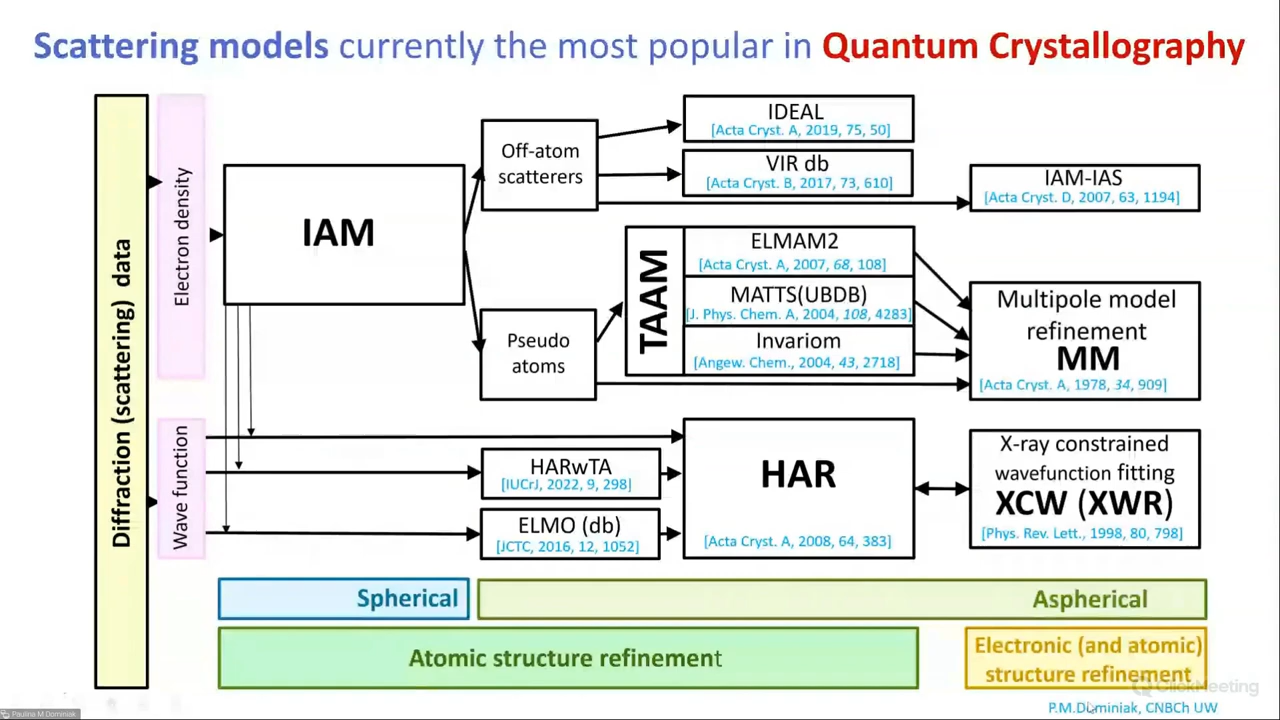 Scattering models currently the most popular in Quantum Crystallography
Diffraction (scattering) data
Electron density
Wave function
IAM
Off-atom
scatterers
Pseudo
atoms
IDEAL
[Acta Cryst. A, 2019, 75, 50]
VIR db
[Acta Cryst. B, 2017, 73, 610]
IAM-IAS
[Acta Cryst. D, 2007, 63, 1194]
TAAM
ELMAM2
[Acta Cryst. A, 2007, 68, 108]
MATTS(UBDB)
[J. Phys. Chem. A, 2004, 108, 4283]
Invariom
[Angew. Chem., 2004, 43, 2718]
Multipole model
refinement
MM
[Acta Cryst. A, 1978, 34, 909]
HARwTA
[IUCrJ, 2022, 9, 298]
ELMO (db)
[JCTC, 2016, 12, 1052]
HAR
[Acta Cryst. A, 2008, 64, 383]
X-ray constrained
wavefunction fitting
XCW (XWR)
[Phys. Rev. Lett., 1998, 80, 798]
Spherical
Aspherical
Atomic structure refinement
Electronic (and atomic)
structure refinement
ClickMeeting
P.M.Dominiak, CNBCh UW
Paulina M Dominiak